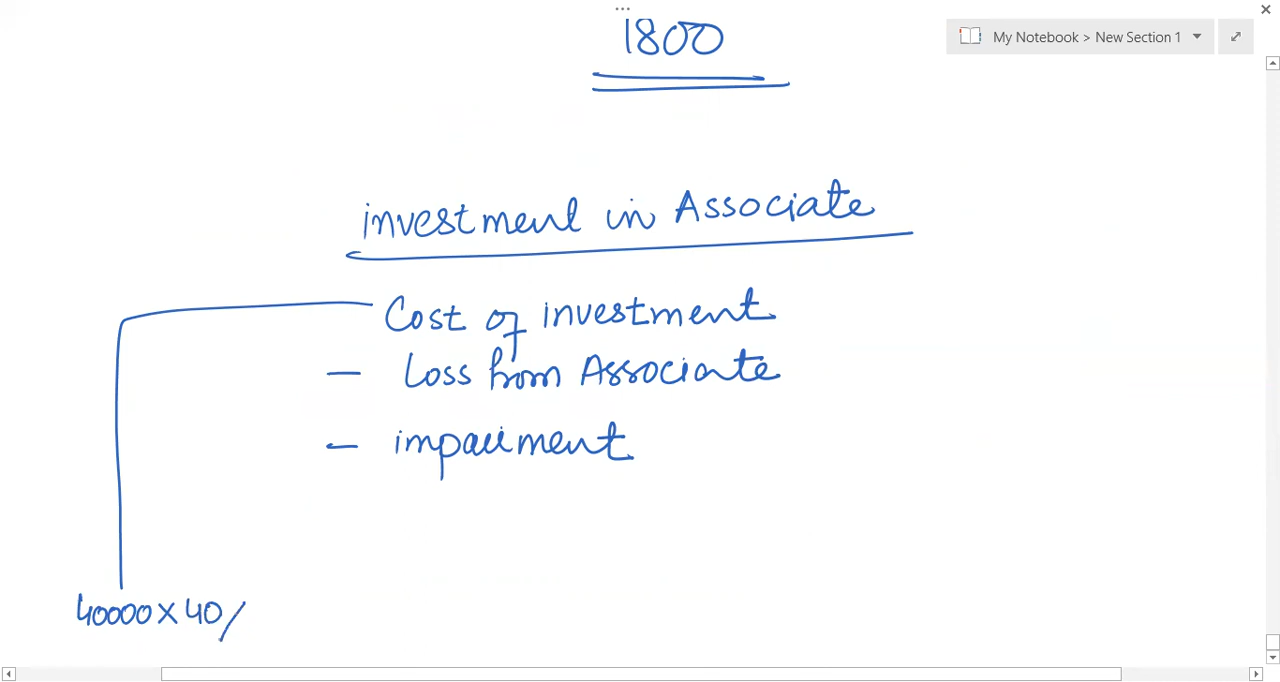 My Notebook > New Section 1
1800
investment in Associate
Cost of investment
— Loss from Associate
— impairment
40000 x 40/